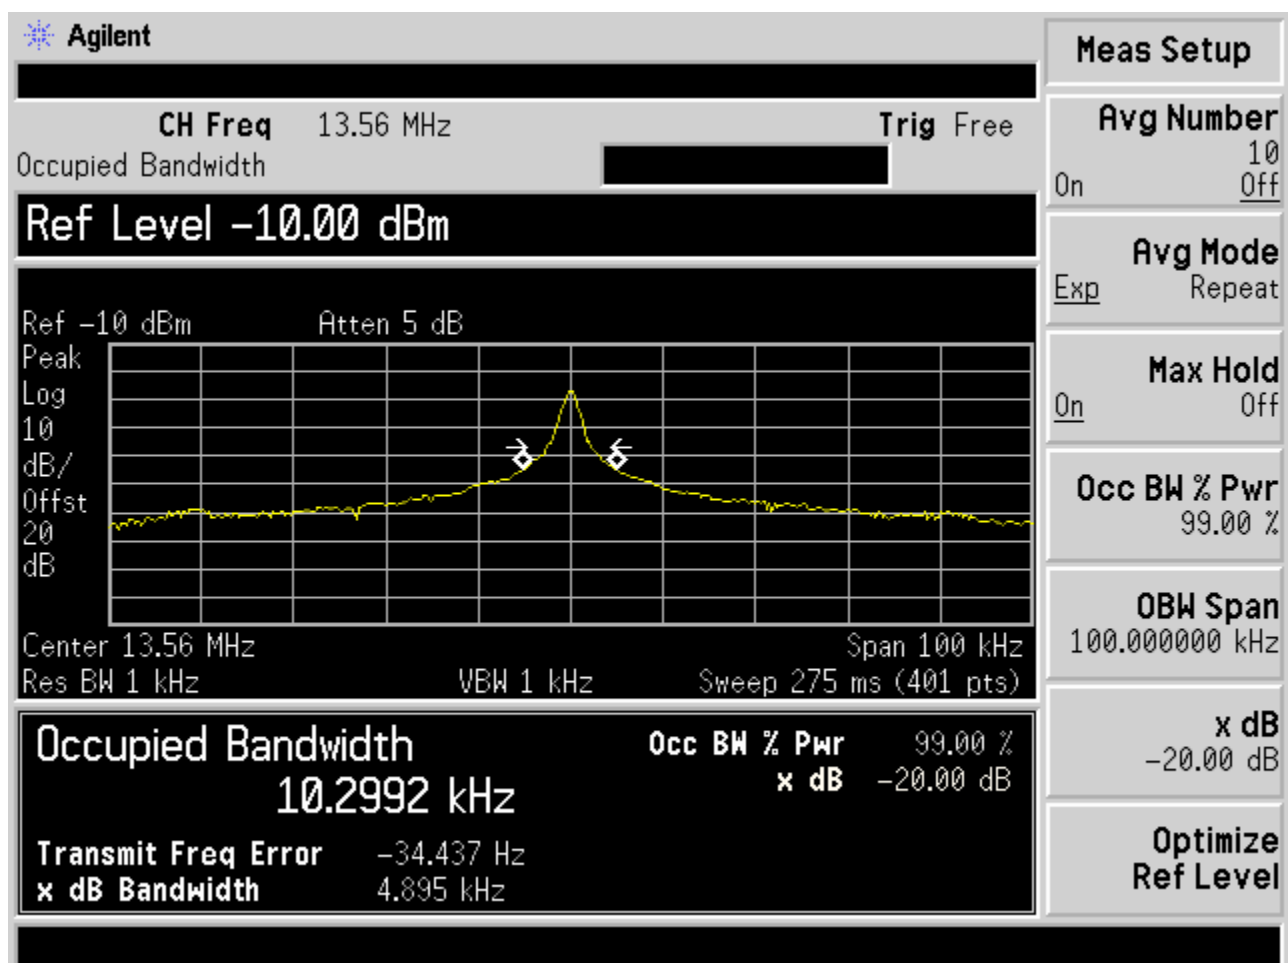 Agilent
CH Freq 13.56 MHz Trig Free
Occupied Bandwidth
Ref Level -10.00 dBm
Ref -10 dBm Atten 5 dB
Peak
Log
10
dB/
Offst
20
dB
Center 13.56 MHz Span 100 kHz
Res BW 1 kHz VBW 1 kHz Sweep 275 ms (401 pts)
Occupied Bandwidth
10.2992 kHz
Occ BW % Pwr 99.00 %
x dB -20.00 dB
Transmit Freq Error -34.437 Hz
x dB Bandwidth 4.895 kHz
Meas Setup
Avg Number
10
On Off
Avg Mode
Exp Repeat
Max Hold
On Off
Occ BW % Pwr
99.00 %
OBW Span
100.000000 kHz
x dB
-20.00 dB
Optimize
Ref Level